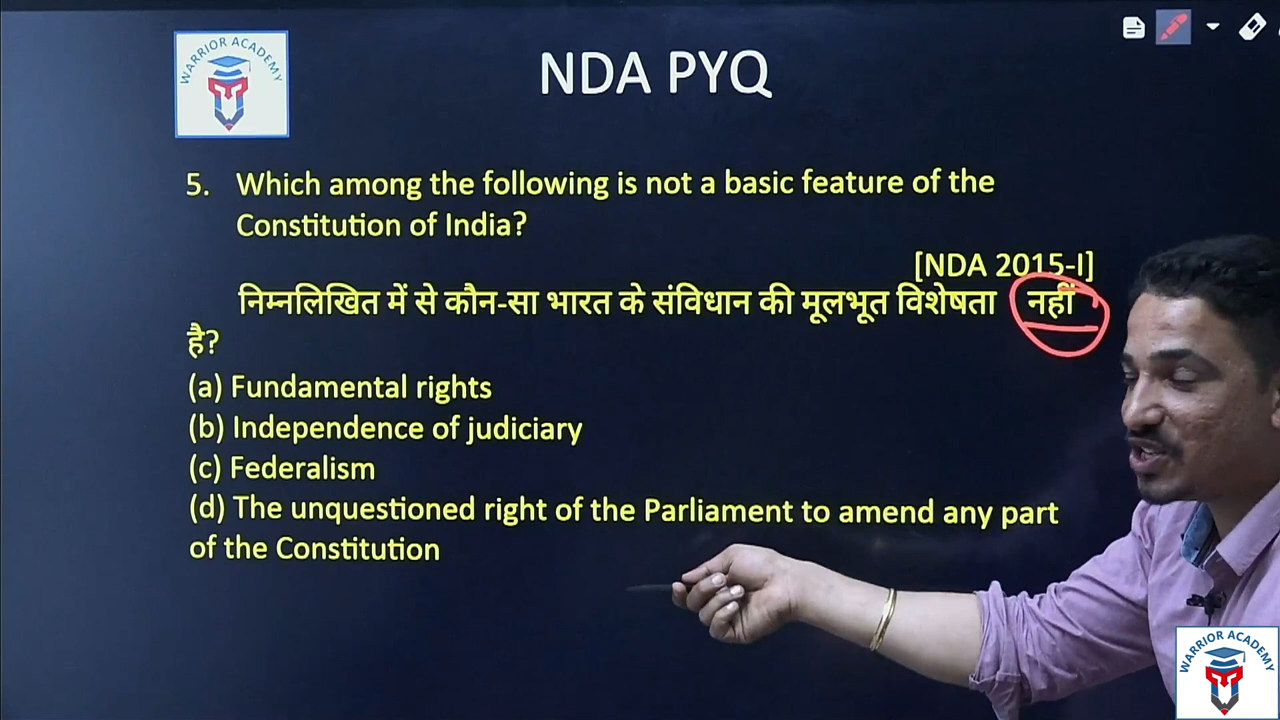 WARRIOR ACADEMY
NDA PYQ
5. Which among the following is not a basic feature of the
Constitution of India?
[NDA 2015-I]
निम्नलिखित में से कौन-सा भारत के संविधान की मूलभूत विशेषता नहीं
है?
(a) Fundamental rights
(b) Independence of judiciary
(c) Federalism
(d) The unquestioned right of the Parliament to amend any part
of the Constitution
WARRIOR ACADEMY